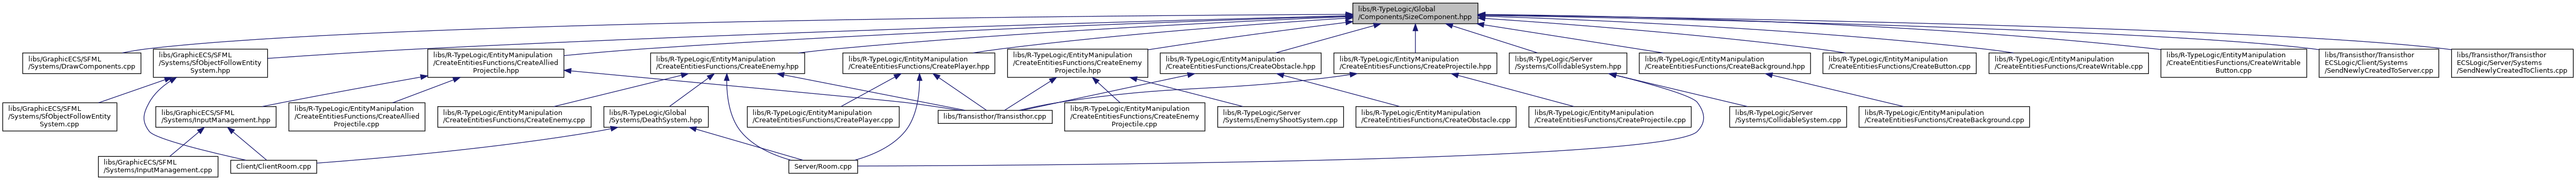 libs/R-TypeLogic/Global
/Components/SizeComponent.hpp
libs/GraphicECS/SFML
/Systems/DrawComponents.cpp
libs/GraphicECS/SFML
/Systems/SfObjectFollowEntity
System.hpp
libs/R-TypeLogic/EntityManipulation
/CreateEntitiesFunctions/CreateAllied
Projectile.hpp
libs/R-TypeLogic/EntityManipulation
/CreateEntitiesFunctions/CreateEnemy.hpp
libs/R-TypeLogic/EntityManipulation
/CreateEntitiesFunctions/CreatePlayer.hpp
libs/R-TypeLogic/EntityManipulation
/CreateEntitiesFunctions/CreateEnemy
Projectile.hpp
libs/R-TypeLogic/EntityManipulation
/CreateEntitiesFunctions/CreateObstacle.hpp
libs/R-TypeLogic/EntityManipulation
/CreateEntitiesFunctions/CreateProjectile.hpp
libs/R-TypeLogic/Server
/Systems/CollidableSystem.hpp
libs/R-TypeLogic/EntityManipulation
/CreateEntitiesFunctions/CreateBackground.hpp
libs/R-TypeLogic/EntityManipulation
/CreateEntitiesFunctions/CreateButton.cpp
libs/R-TypeLogic/EntityManipulation
/CreateEntitiesFunctions/CreateWritable.cpp
libs/R-TypeLogic/EntityManipulation
/CreateEntitiesFunctions/CreateWritable
Button.cpp
libs/Transisthor/Transisthor
ECSLogic/Client/Systems
/SendNewlyCreatedToServer.cpp
libs/Transisthor/Transisthor
ECSLogic/Server/Systems
/SendNewlyCreatedToClients.cpp
libs/GraphicECS/SFML
/Systems/SfObjectFollowEntity
System.cpp
libs/GraphicECS/SFML
/Systems/InputManagement.hpp
libs/R-TypeLogic/EntityManipulation
/CreateEntitiesFunctions/CreateAllied
Projectile.cpp
libs/R-TypeLogic/EntityManipulation
/CreateEntitiesFunctions/CreateEnemy.cpp
libs/R-TypeLogic/Global
/Systems/DeathSystem.hpp
libs/R-TypeLogic/EntityManipulation
/CreateEntitiesFunctions/CreatePlayer.cpp
libs/Transisthor/Transisthor.cpp
libs/R-TypeLogic/EntityManipulation
/CreateEntitiesFunctions/CreateEnemy
Projectile.cpp
libs/R-TypeLogic/Server
/Systems/EnemyShootSystem.cpp
libs/R-TypeLogic/EntityManipulation
/CreateEntitiesFunctions/CreateObstacle.cpp
libs/R-TypeLogic/EntityManipulation
/CreateEntitiesFunctions/CreateProjectile.cpp
libs/R-TypeLogic/Server
/Systems/CollidableSystem.cpp
libs/R-TypeLogic/EntityManipulation
/CreateEntitiesFunctions/CreateBackground.cpp
libs/GraphicECS/SFML
/Systems/InputManagement.cpp
Client/ClientRoom.cpp
Server/Room.cpp